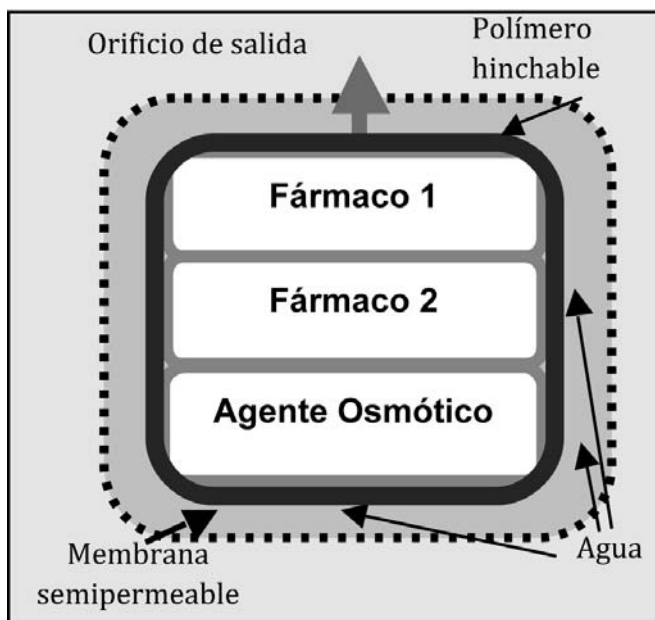 Orificio de salida
Polímero
hinchable
Fármaco 1
Fármaco 2
Agente Osmótico
Membrana
semipermeable
Agua